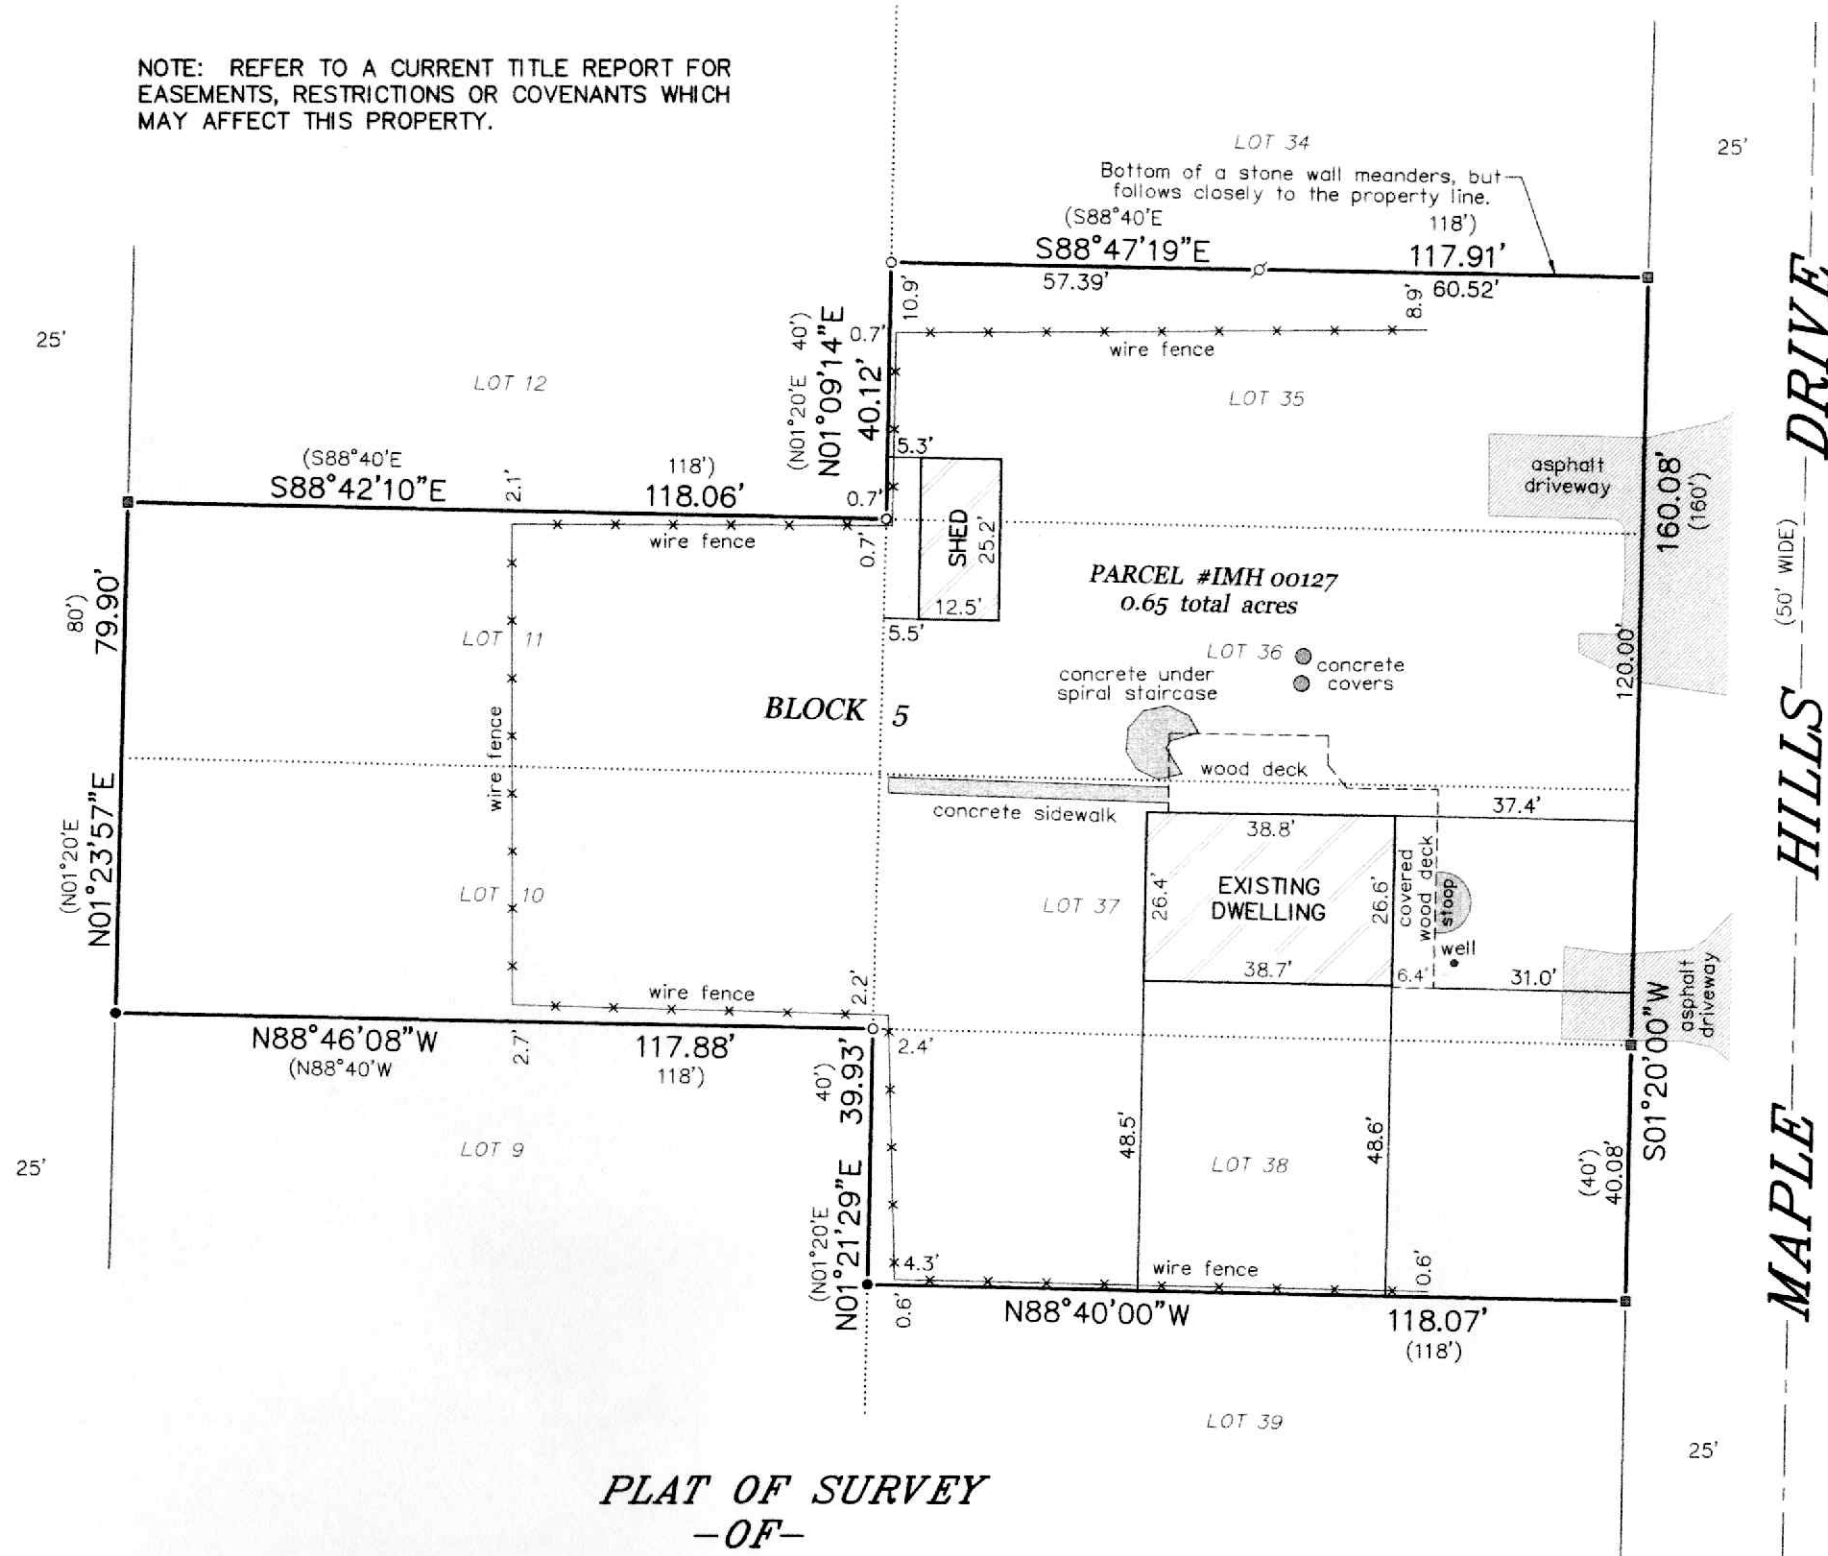 NOTE: REFER TO A CURRENT TITLE REPORT FOR
EASEMENTS, RESTRICTIONS OR COVENANTS WHICH
MAY AFFECT THIS PROPERTY.
LOT 34
25'
Bottom of a stone wall meanders, but
follows closely to the property line.
(S88°40'E 118')
S88°47'19"E 117.91'
57.39' 60.52'
10.9'
8.9'
0.7'
wire fence
(N01°20'E 40')
N01°09'14"E
40.12'
25'
LOT 12
LOT 35
DRIVE
(S88°40'E 118')
S88°42'10"E 118.06'
2.1'
5.3'
0.7'
asphalt
driveway
160.08'
(160')
wire fence
0.7'
SHED
25.2'
12.5'
5.5'
(50' WIDE)
PARCEL #IMH 00127
0.65 total acres
80')
79.90'
LOT 11
LOT 36
concrete
covers
concrete under
spiral staircase
120.00'
BLOCK 5
wire fence
HILLS
wood deck
concrete sidewalk
37.4'
38.8'
(N01°20'E
N01°23'57"E
LOT 10
LOT 37
26.4'
EXISTING
DWELLING
26.6'
covered
wood deck
stoop
well
38.7'
6.4'
31.0'
asphalt
driveway
wire fence
2.2'
N88°46'08"W 117.88'
(N88°40'W 118')
2.7'
2.4'
S01°20'00"W
40')
39.93'
MAPLE
25'
LOT 9
48.5'
48.6'
LOT 38
(40')
40.08'
(N01°20'E
N01°21'29"E
4.3'
wire fence
0.6'
0.6'
N88°40'00"W 118.07'
(118')
LOT 39
25'
PLAT OF SURVEY
-OF-